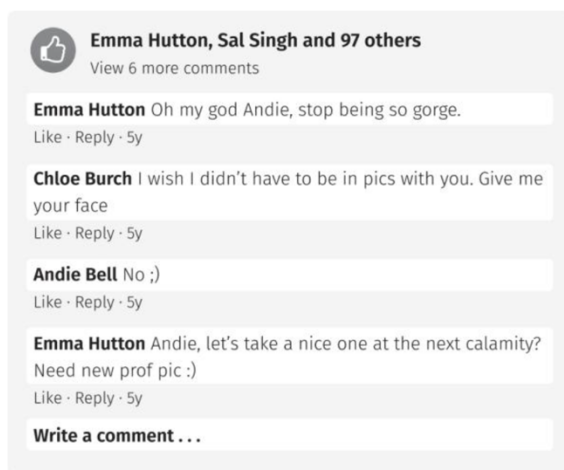 Emma Hutton, Sal Singh and 97 others
View 6 more comments
Emma Hutton Oh my god Andie, stop being so gorge.
Like · Reply · 5y
Chloe Burch I wish I didn’t have to be in pics with you. Give me
your face
Like · Reply · 5y
Andie Bell No ;)
Like · Reply · 5y
Emma Hutton Andie, let’s take a nice one at the next calamity?
Need new prof pic :)
Like · Reply · 5y
Write a comment . . .